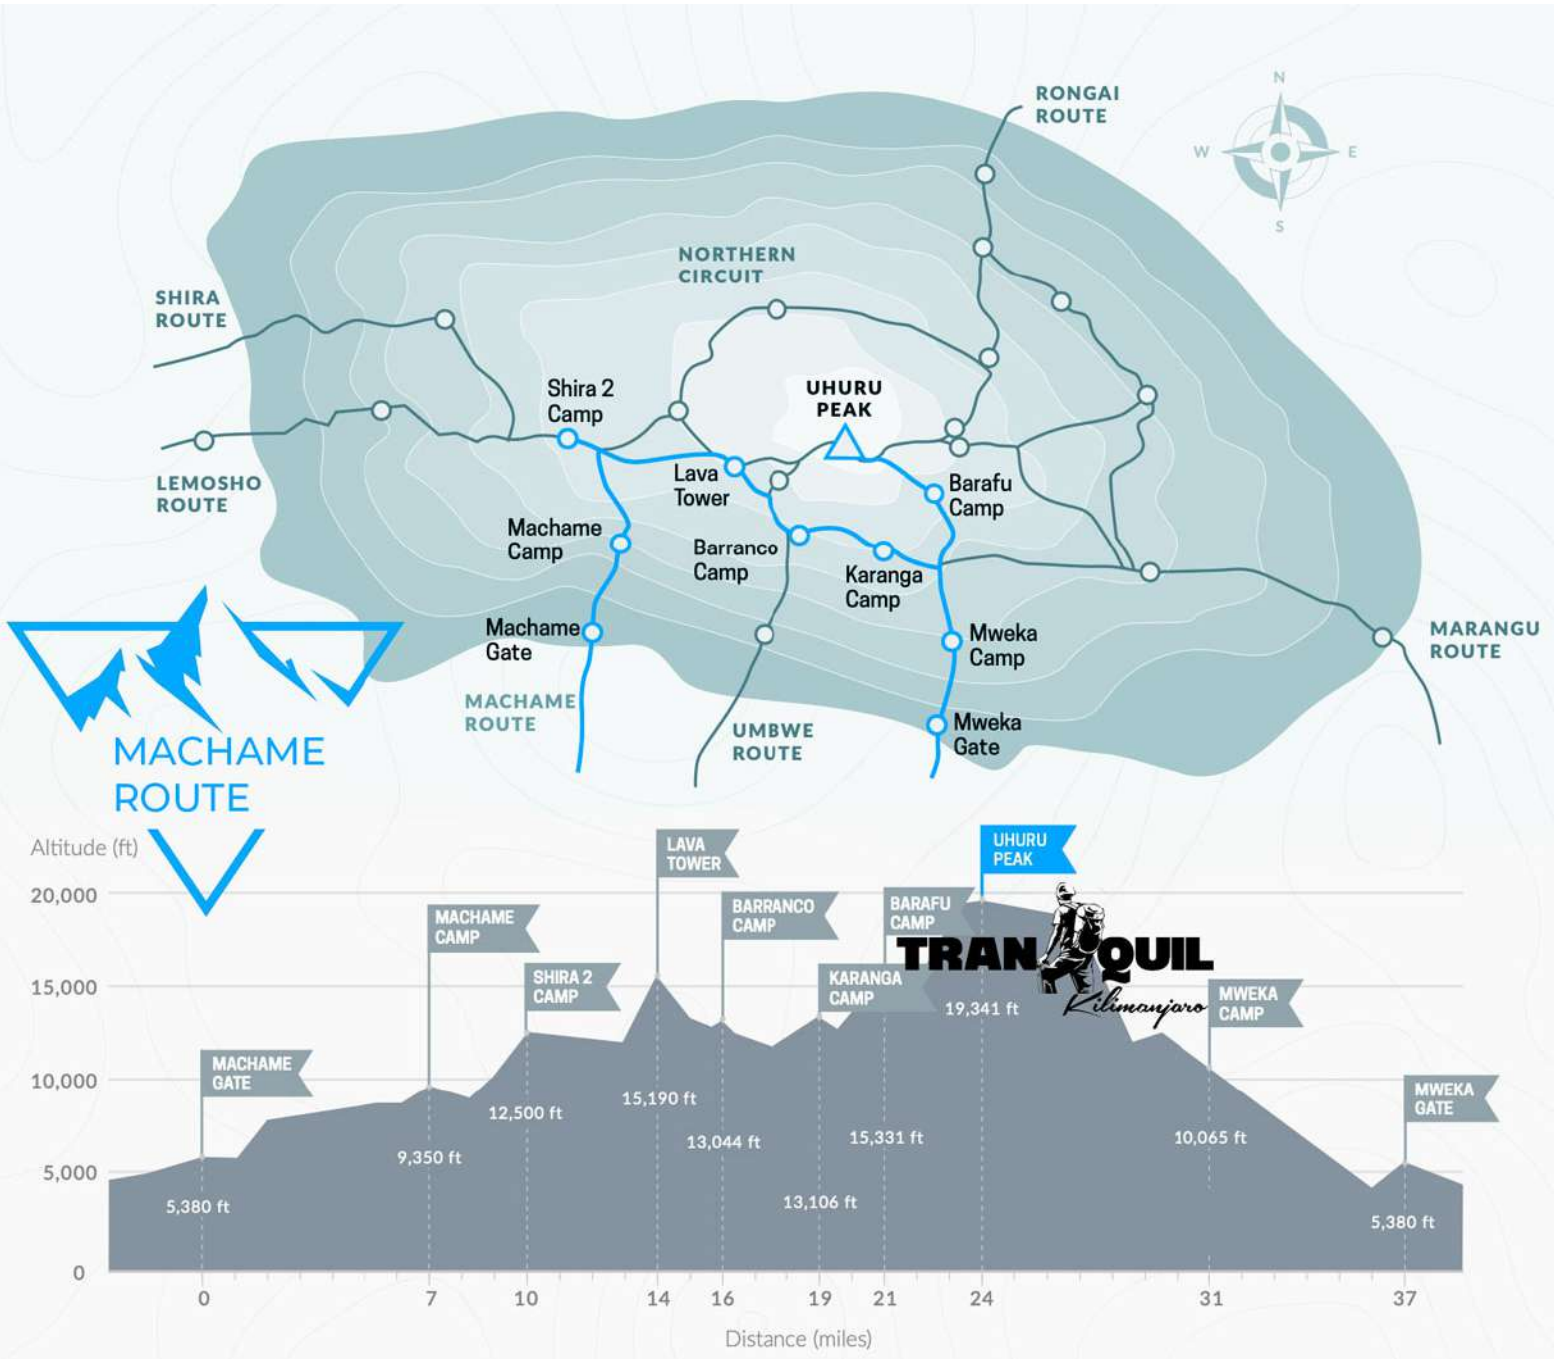 RONGAI
ROUTE
N
W
E
S
NORTHERN
CIRCUIT
SHIRA
ROUTE
Shira 2
Camp
UHURU
PEAK
LEMOSHO
ROUTE
Lava
Tower
Barafu
Camp
Machame
Camp
Barranco
Camp
Karanga
Camp
Machame
Gate
Mweka
Camp
MARANGU
ROUTE
MACHAME
ROUTE
UMBWE
ROUTE
Mweka
Gate
MACHAME
ROUTE
Altitude (ft)
20,000
15,000
10,000
5,000
0
MACHAME
GATE
MACHAME
CAMP
SHIRA 2
CAMP
LAVA
TOWER
BARRANCO
CAMP
KARANGA
CAMP
BARAFU
CAMP
UHURU
PEAK
TRANQUIL
Kilimanjaro
MWEKA
CAMP
MWEKA
GATE
5,380 ft
9,350 ft
12,500 ft
15,190 ft
13,044 ft
13,106 ft
15,331 ft
19,341 ft
10,065 ft
5,380 ft
0 7 10 14 16 19 21 24 31 37
Distance (miles)